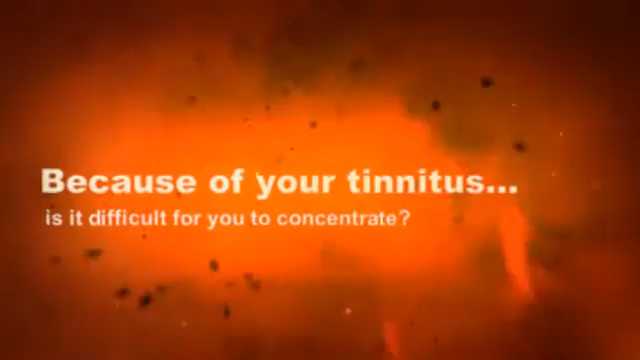 Because of your tinnitus...
is it difficult for you to concentrate?